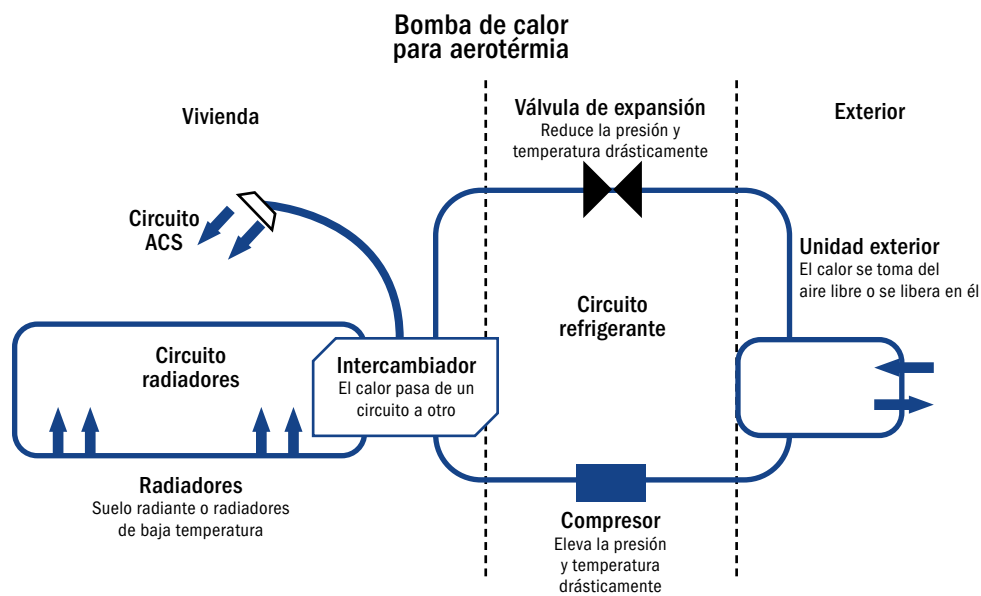 Bomba de calor
para aerotérmia
Vivienda
Válvula de expansión
Reduce la presión y
temperatura drásticamente
Exterior
Circuito
ACS
Unidad exterior
El calor se toma del
aire libre o se libera en él
Circuito
refrigerante
Circuito
radiadores
Intercambiador
El calor pasa de un
circuito a otro
Radiadores
Suelo radiante o radiadores
de baja temperatura
Compresor
Eleva la presión
y temperatura
drásticamente